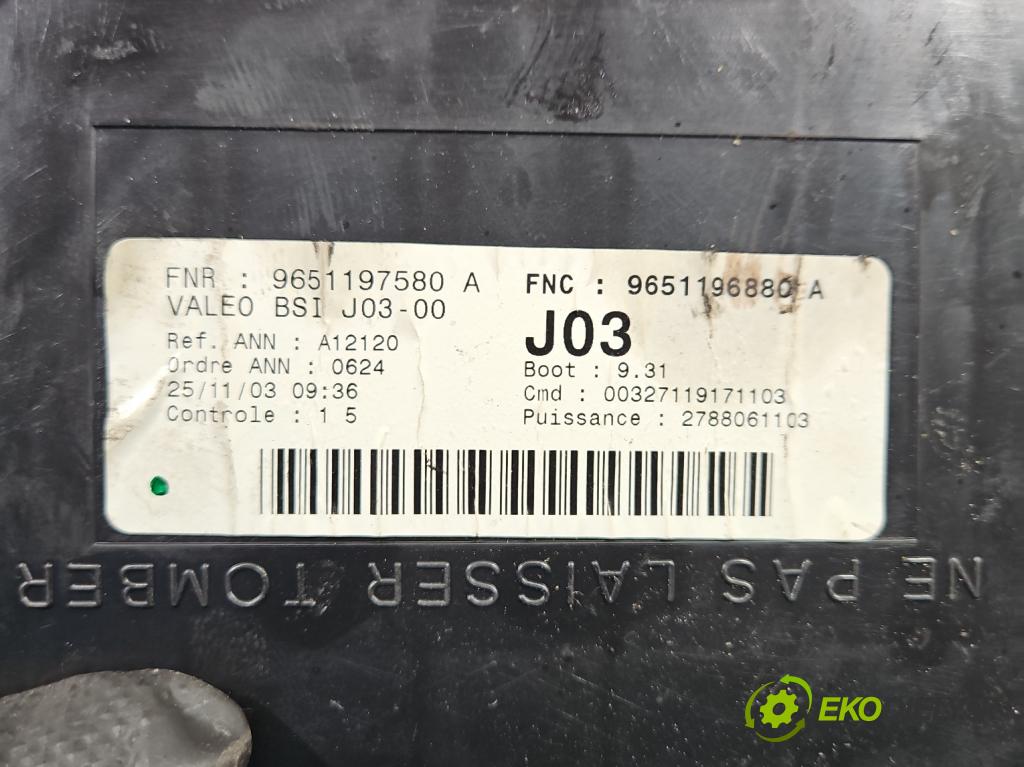 FNR : 9651197580 A FNC : 9651196880 A
VALEO BSI J03-00 J03
Ref. ANN : A12120
Ordre ANN : 0624 Boot : 9.31
25/11/03 09:36 Cmd : 00327119171103
Controle : 1 5 Puissance : 2788061103
NE PAS LAISSER TOMBER
EKO